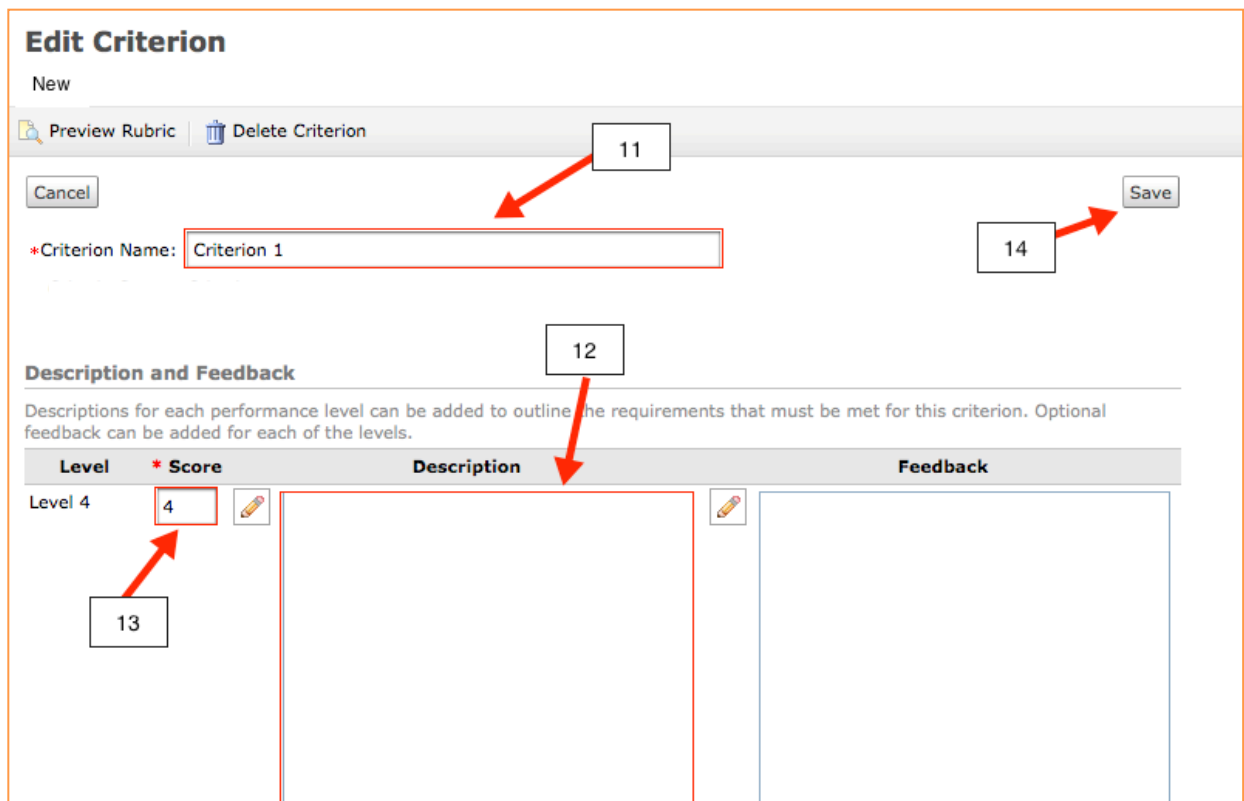 Edit Criterion
New
Preview Rubric Delete Criterion
11
Cancel Save
*Criterion Name: Criterion 1
14
12
Description and Feedback
Descriptions for each performance level can be added to outline the requirements that must be met for this criterion. Optional
feedback can be added for each of the levels.
Level * Score Description Feedback
Level 4 4
13